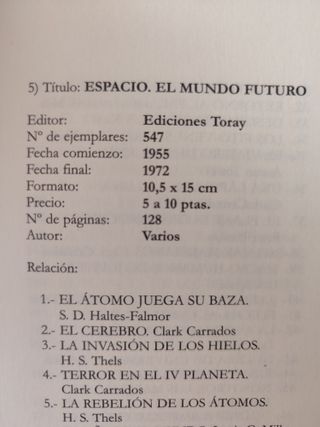 5) Título: ESPACIO. EL MUNDO FUTURO
Editor: Ediciones Toray
Nº de ejemplares: 547
Fecha comienzo: 1955
Fecha final: 1972
Formato: 10,5 x 15 cm
Precio: 5 a 10 ptas.
Nº de páginas: 128
Autor: Varios
Relación:
1.- EL ÁTOMO JUEGA SU BAZA.
S. D. Haltes-Falmor
2.- EL CEREBRO. Clark Carrados
3.- LA INVASIÓN DE LOS HIELOS.
H. S. Thels
4.- TERROR EN EL IV PLANETA.
Clark Carrados
5.- LA REBELIÓN DE LOS ÁTOMOS.
H. S. Thels